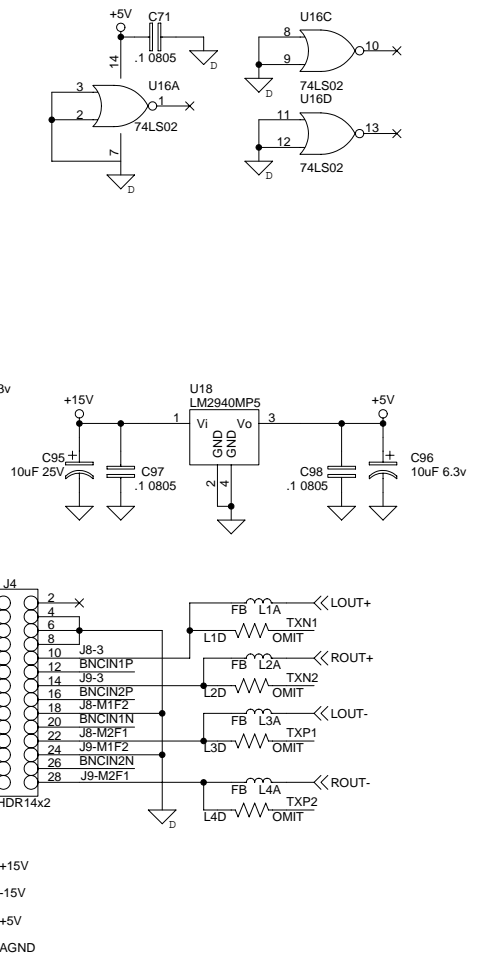 +5V
C71
.1 0805
14
U16A
3
2
1
74LS02
7
D
D
U16C
8
9
10
74LS02
D
U16D
11
12
13
74LS02
D
3v
+15V
C95
+
10uF 25V
C97
.1 0805
U18
LM2940MP5
1
Vi
Vo
3
GND
GND
2
4
C98
.1 0805
+5V
+
C96
10uF 6.3v
J4
2
4
6
8
10
J8-3
12
BNCIN1P
14
J9-3
16
BNCIN2P
18
J8-M1F2
20
BNCIN1N
22
J8-M2F1
24
J9-M1F2
26
BNCIN2N
28
J9-M2F1
HDR14x2
D
FB L1A
LOUT+
L1D
TXN1
OMIT
FB L2A
ROUT+
L2D
TXN2
OMIT
FB L3A
LOUT-
L3D
TXP1
OMIT
FB L4A
ROUT-
L4D
TXP2
OMIT
+15V
-15V
+5V
AGND